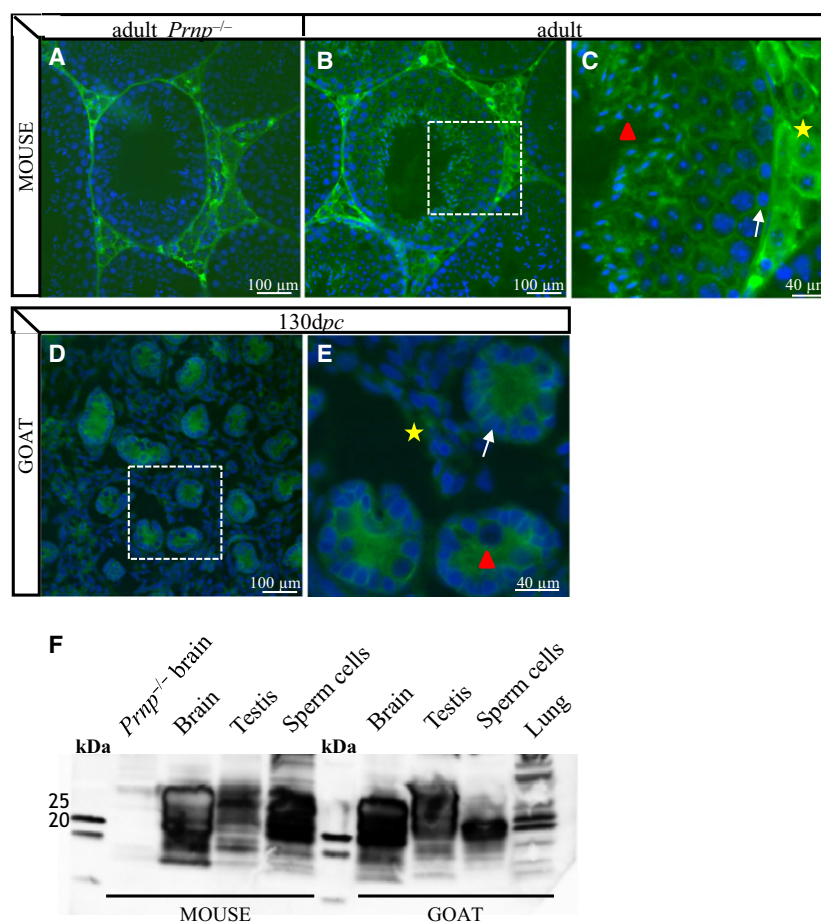 adult Prnp–/– adult
MOUSE
A B C
100 µm 100 µm 40 µm
130dpc
GOAT
D E
100 µm 40 µm
F
Prnp–/– brain
Brain
Testis
Sperm cells
Brain
Testis
Sperm cells
Lung
kDa kDa
25
20
MOUSE GOAT